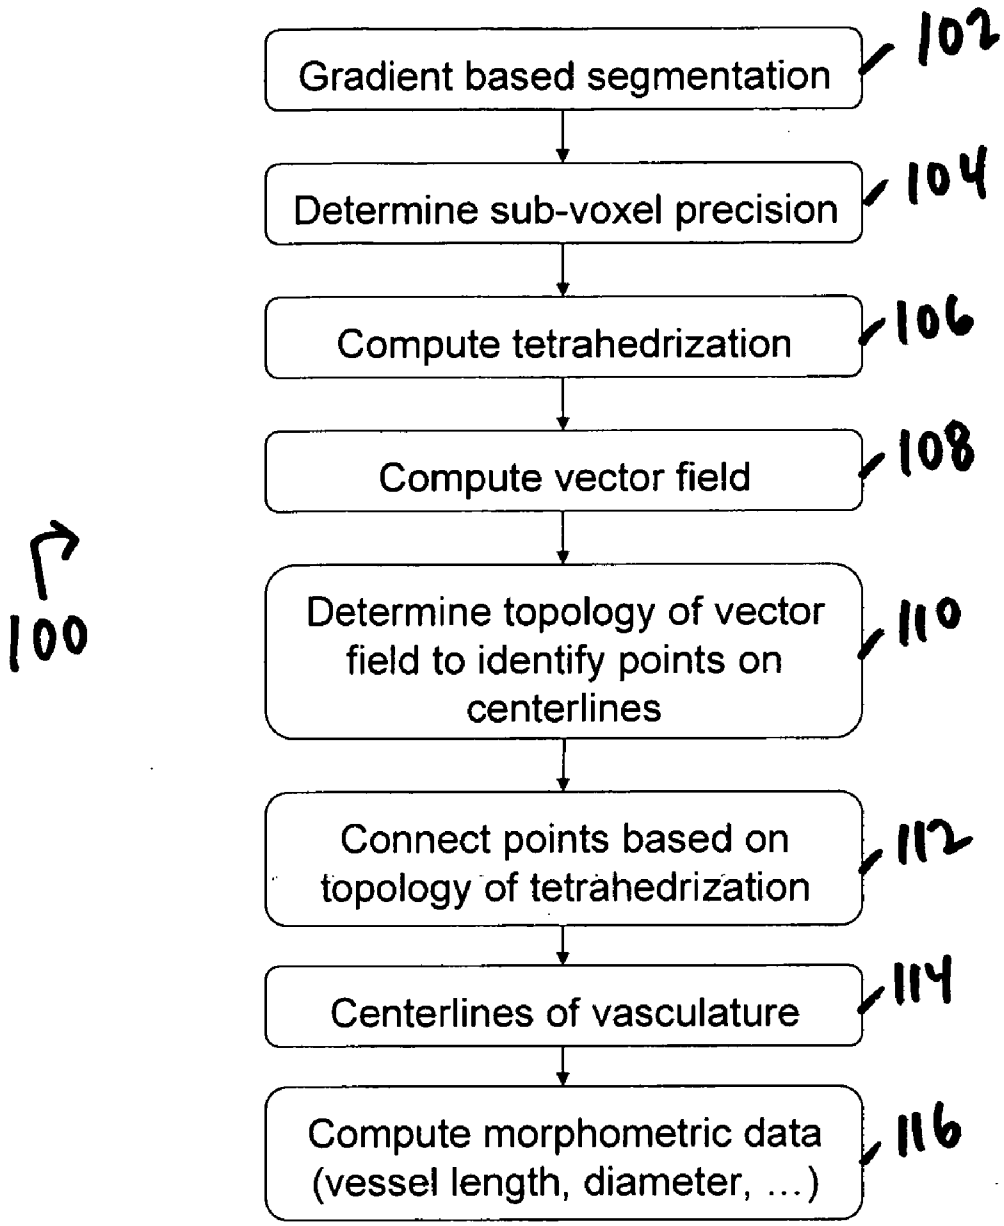 Gradient based segmentation
102
Determine sub-voxel precision
104
Compute tetrahedrization
106
Compute vector field
108
100
Determine topology of vector
field to identify points on
centerlines
110
Connect points based on
topology of tetrahedrization
112
Centerlines of vasculature
114
Compute morphometric data
(vessel length, diameter, ...)
116